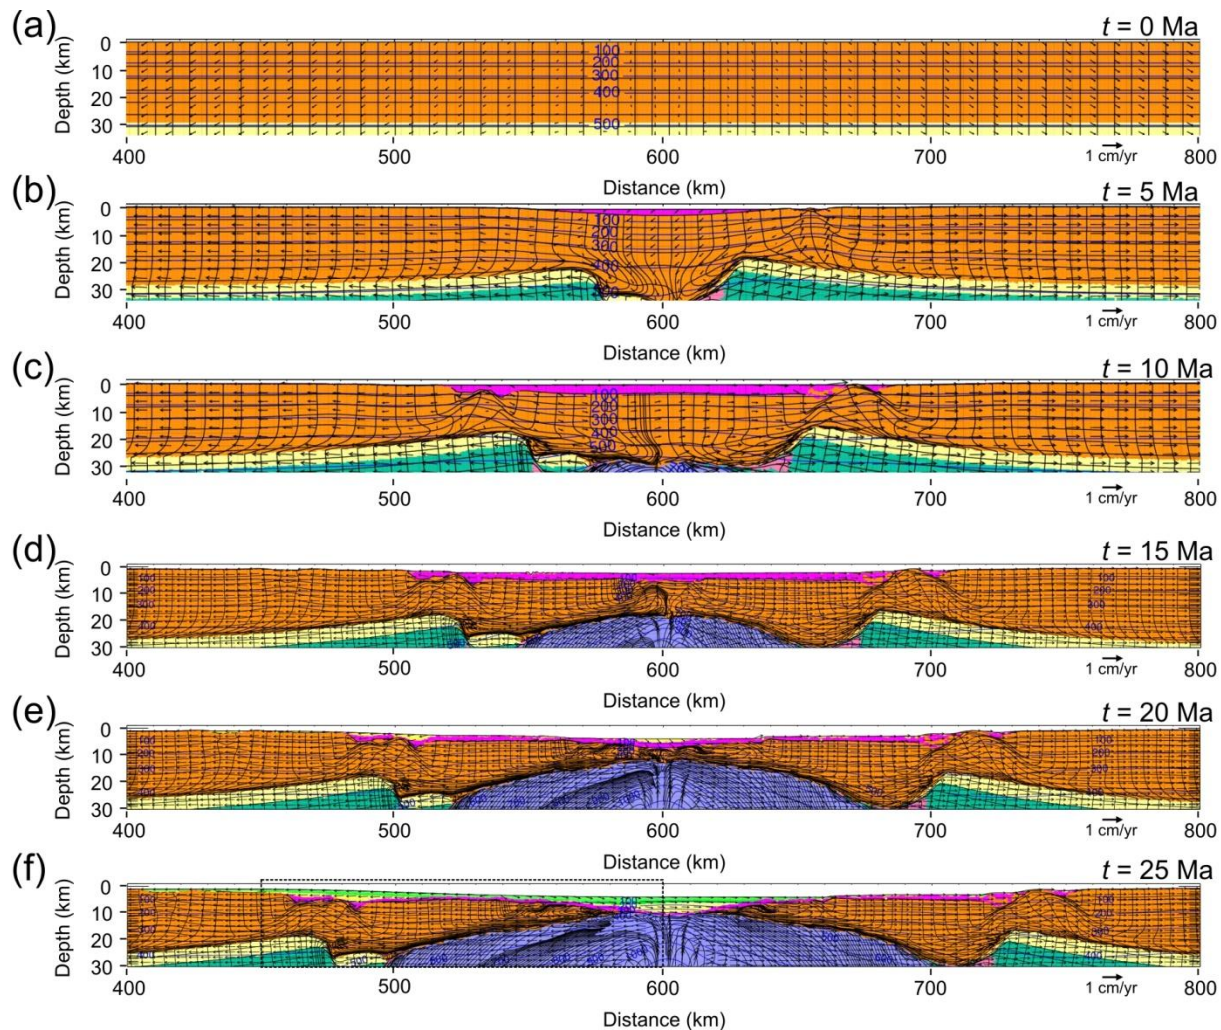 (a)
t = 0 Ma
Depth (km)
0
10
20
30
100
200
300
400
500
400 500 600 700 800
Distance (km)
1 cm/yr
(b)
t = 5 Ma
Depth (km)
0
10
20
30
100
200
300
400
400 500 600 700 800
Distance (km)
1 cm/yr
(c)
t = 10 Ma
Depth (km)
0
10
20
30
100
200
300
400
500
400 500 600 700 800
Distance (km)
1 cm/yr
(d)
t = 15 Ma
Depth (km)
0
10
20
30
400 500 600 700 800
Distance (km)
1 cm/yr
(e)
t = 20 Ma
Depth (km)
0
10
20
30
400 500 600 700 800
Distance (km)
1 cm/yr
(f)
t = 25 Ma
Depth (km)
0
10
20
30
400 500 600 700 800
Distance (km)
1 cm/yr